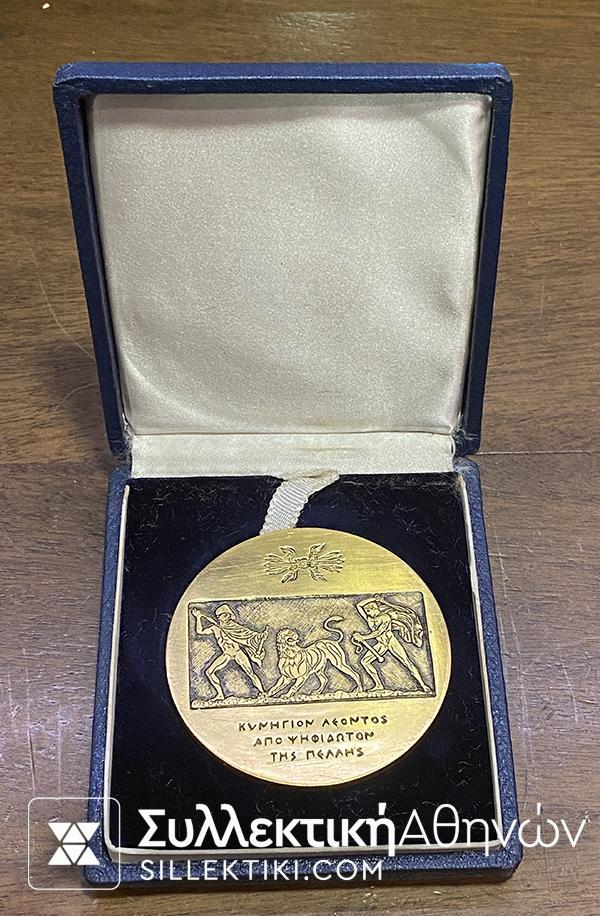 ΚΥΝΗΓΙΟΝ ΛΕΟΝΤΟΣ
ΑΠΟ ΨΗΦΙΔΩΤΟΝ
ΤΗΣ ΠΕΛΛΗΣ
ΣυλλεκτικήΑθηνών
SILLEKTIKI.COM